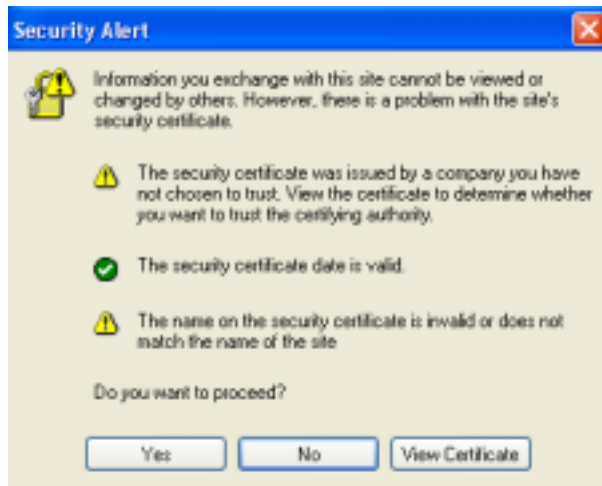 Security Alert
Information you exchange with this site cannot be viewed or
changed by others. However, there is a problem with the site's
security certificate.
The security certificate was issued by a company you have
not chosen to trust. View the certificate to determine whether
you want to trust the certifying authority.
The security certificate date is valid.
The name on the security certificate is invalid or does not
match the name of the site
Do you want to proceed?
Yes No View Certificate